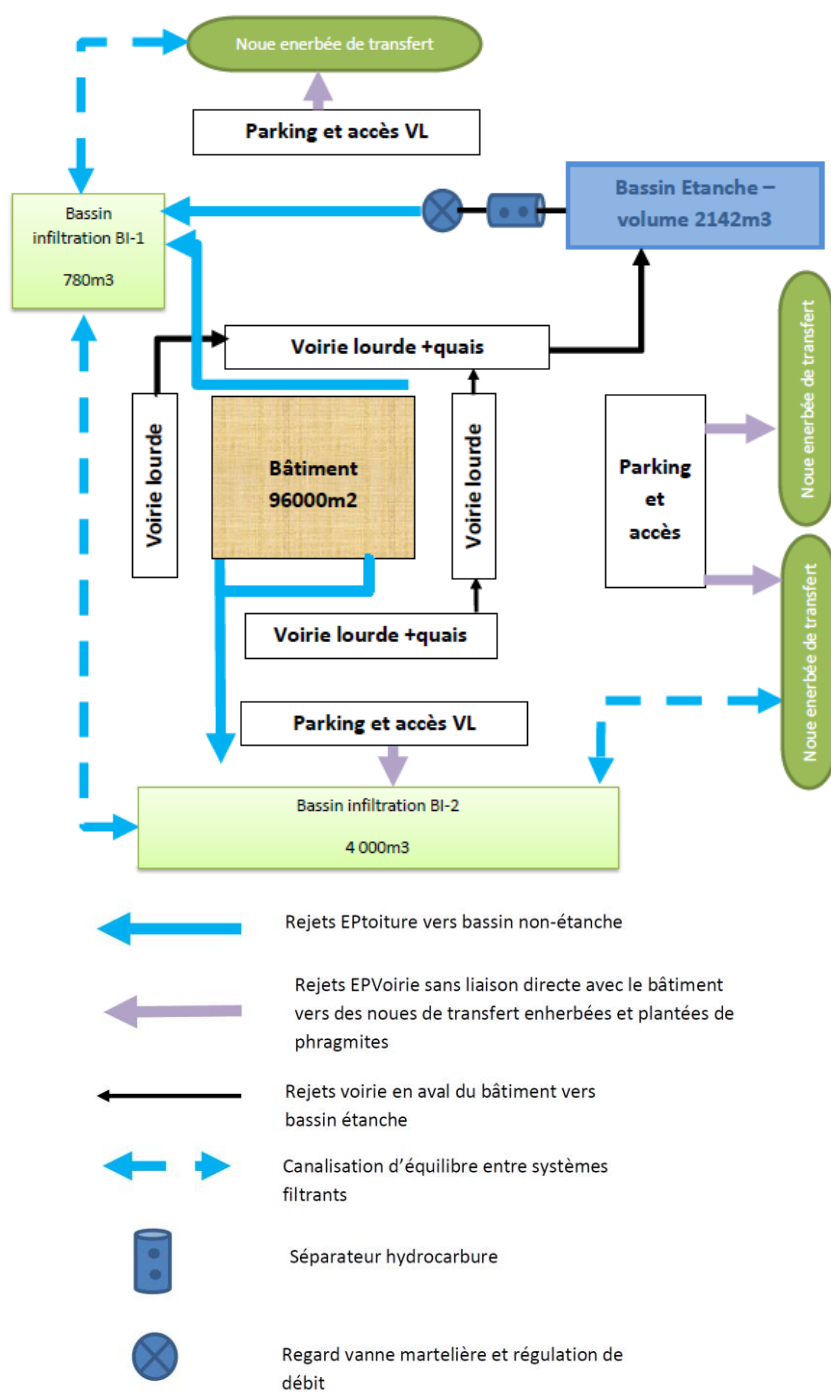 Noue enerbée de transfert
Parking et accès VL
Bassin Etanche –
volume 2142m3
Bassin
infiltration BI-1
780m3
Voirie lourde +quais
Noue enerbée de transfert
Voirie lourde
Bâtiment
96000m2
Voirie lourde
Parking
et
accès
Voirie lourde +quais
Noue enerbée de transfert
Parking et accès VL
Bassin infiltration BI-2
4 000m3
Rejets EPtoiture vers bassin non-étanche
Rejets EPVoirie sans liaison directe avec le bâtiment
vers des noues de transfert enherbées et plantées de
phragmites
Rejets voirie en aval du bâtiment vers
bassin étanche
Canalisation d’équilibre entre systèmes
filtrants
Séparateur hydrocarbure
Regard vanne martelière et régulation de
débit